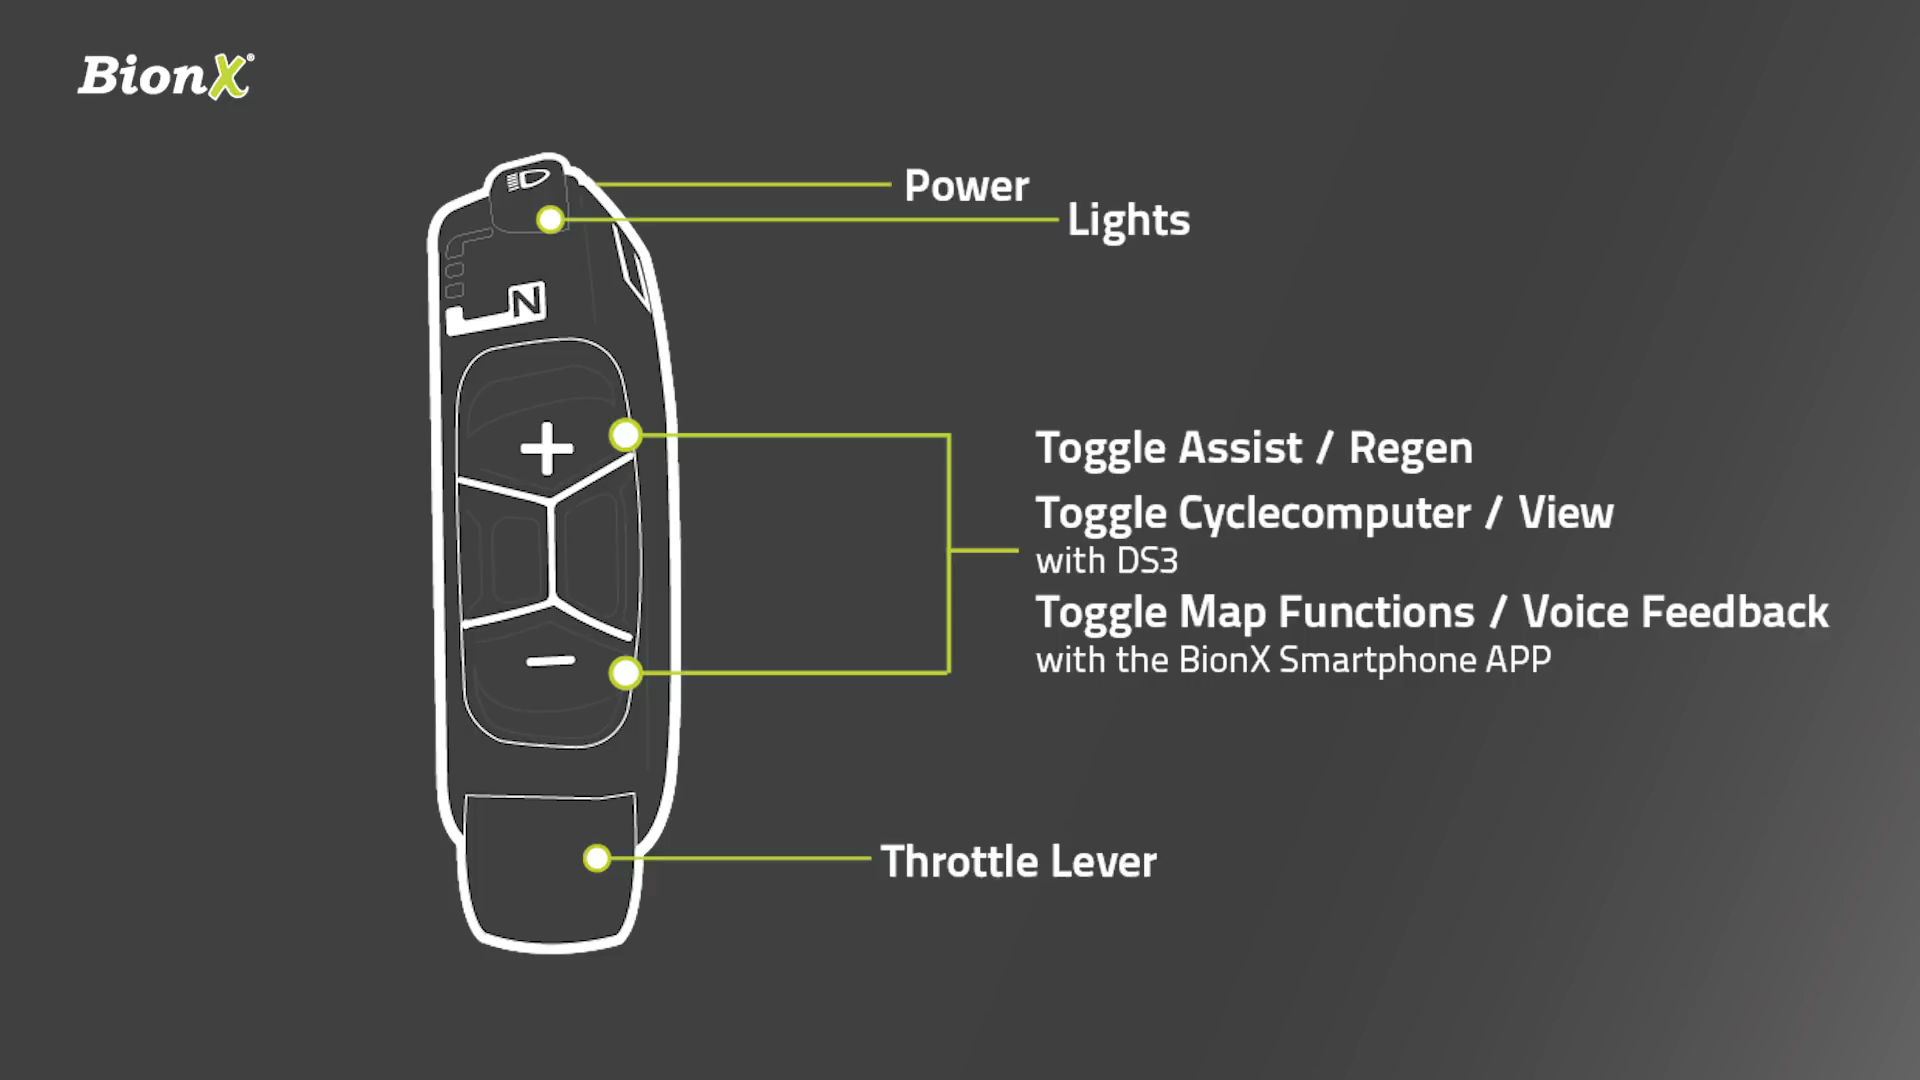 BionX®
Power
Lights
N
+
Toggle Assist / Regen
Toggle Cyclecomputer / View
with DS3
Toggle Map Functions / Voice Feedback
with the BionX Smartphone APP
−
Throttle Lever